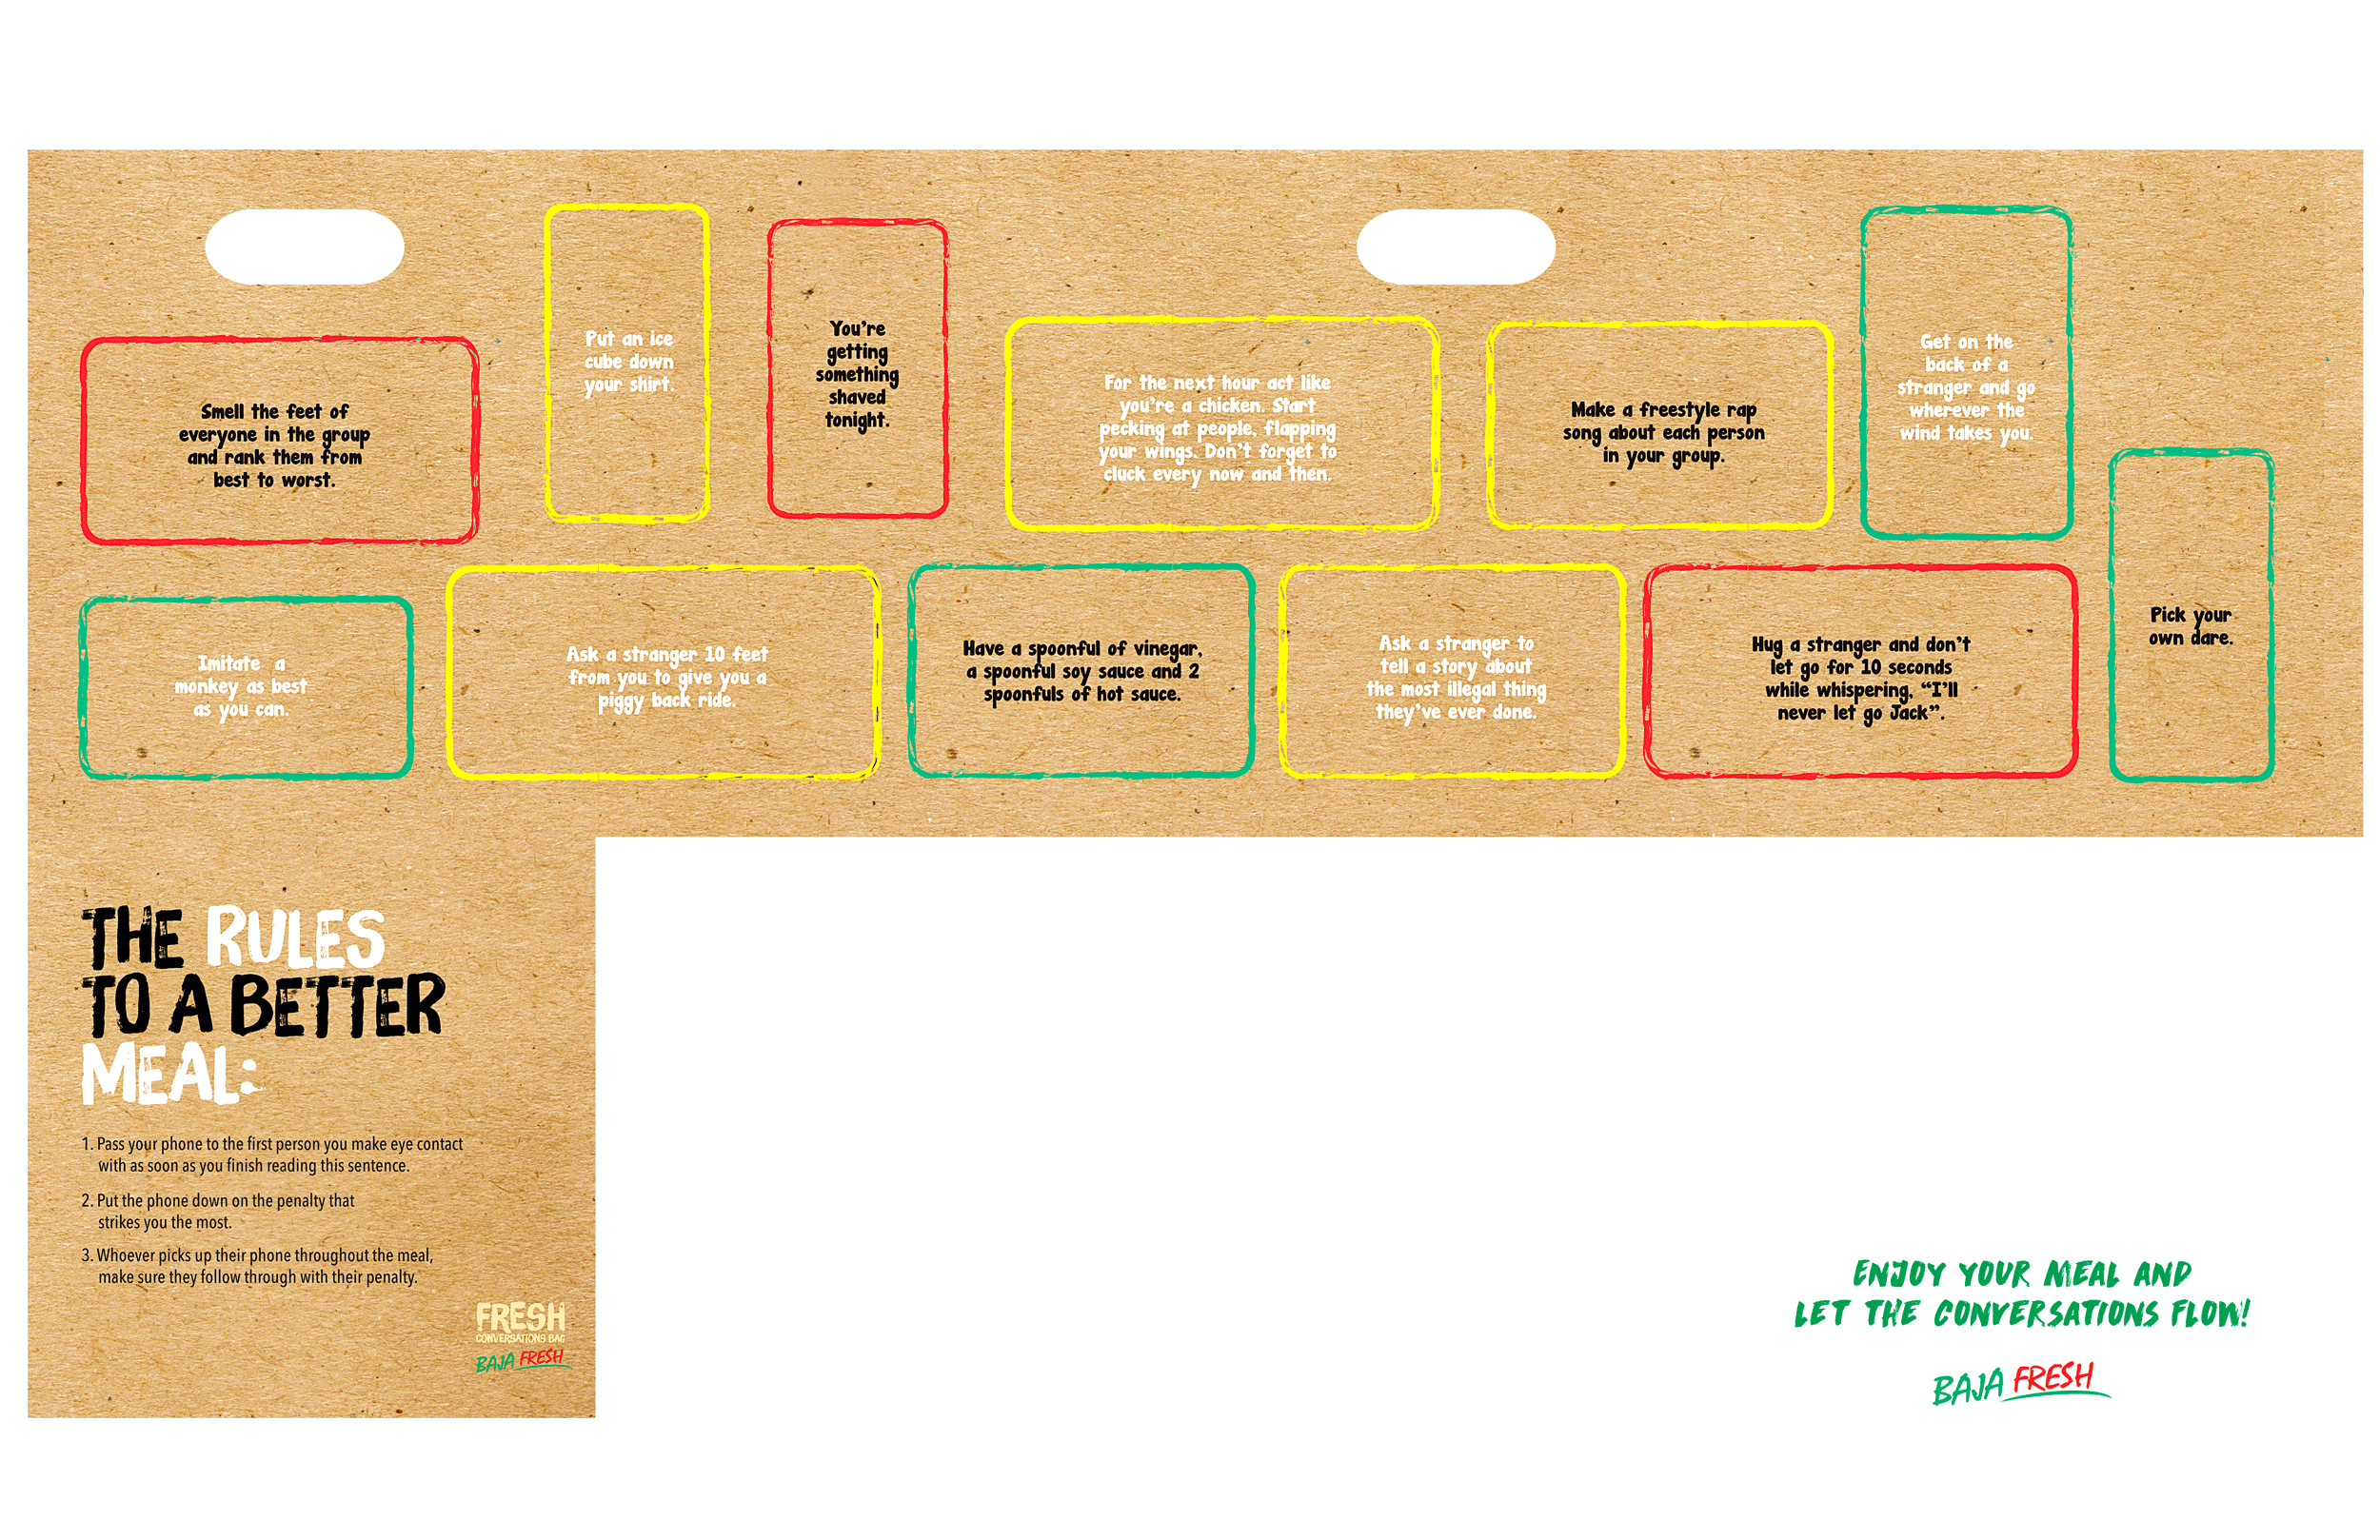 Smell the feet of
everyone in the group
and rank them from
best to worst.
Put an ice
cube down
your shirt.
You're
getting
something
shaved
tonight.
For the next hour act like
you're a chicken. Start
pecking at people, flapping
your wings. Don't forget to
cluck every now and then.
Make a freestyle rap
song about each person
in your group.
Get on the
back of a
stranger and go
wherever the
wind takes you.
Imitate a
monkey as best
as you can.
Ask a stranger 10 feet
from you to give you a
piggy back ride.
Have a spoonful of vinegar,
a spoonful soy sauce and 2
spoonfuls of hot sauce.
Ask a stranger to
tell a story about
the most illegal thing
they've ever done.
Hug a stranger and don't
let go for 10 seconds
while whispering, “I'll
never let go Jack”.
Pick your
own dare.
THE RULES
TO A BETTER
MEAL:
1. Pass your phone to the first person you make eye contact
with as soon as you finish reading this sentence.
2. Put the phone down on the penalty that
strikes you the most.
3. Whoever picks up their phone throughout the meal,
make sure they follow through with their penalty.
FRESH
CONVERSATIONS BAG
BAJA FRESH
ENJOY YOUR MEAL AND
LET THE CONVERSATIONS FLOW!
BAJA FRESH